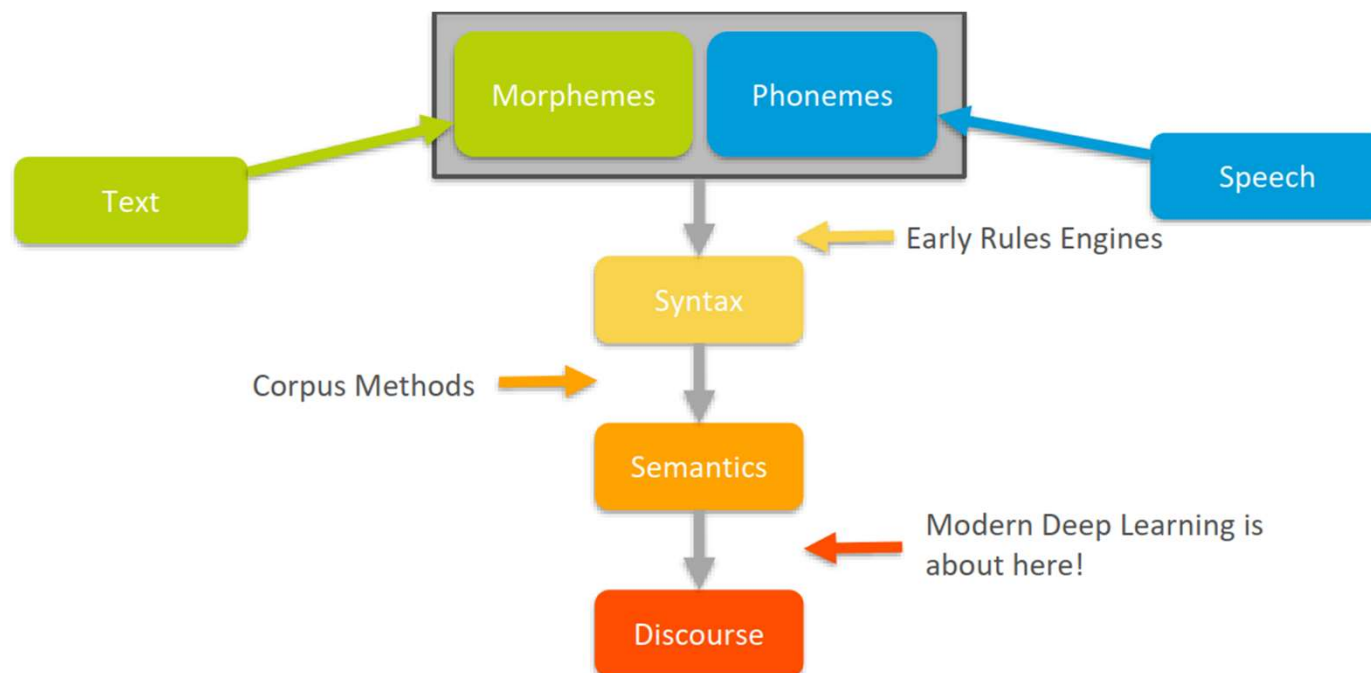 Morphemes
Phonemes
Text
Speech
Early Rules Engines
Syntax
Corpus Methods
Semantics
Modern Deep Learning is
about here!
Discourse